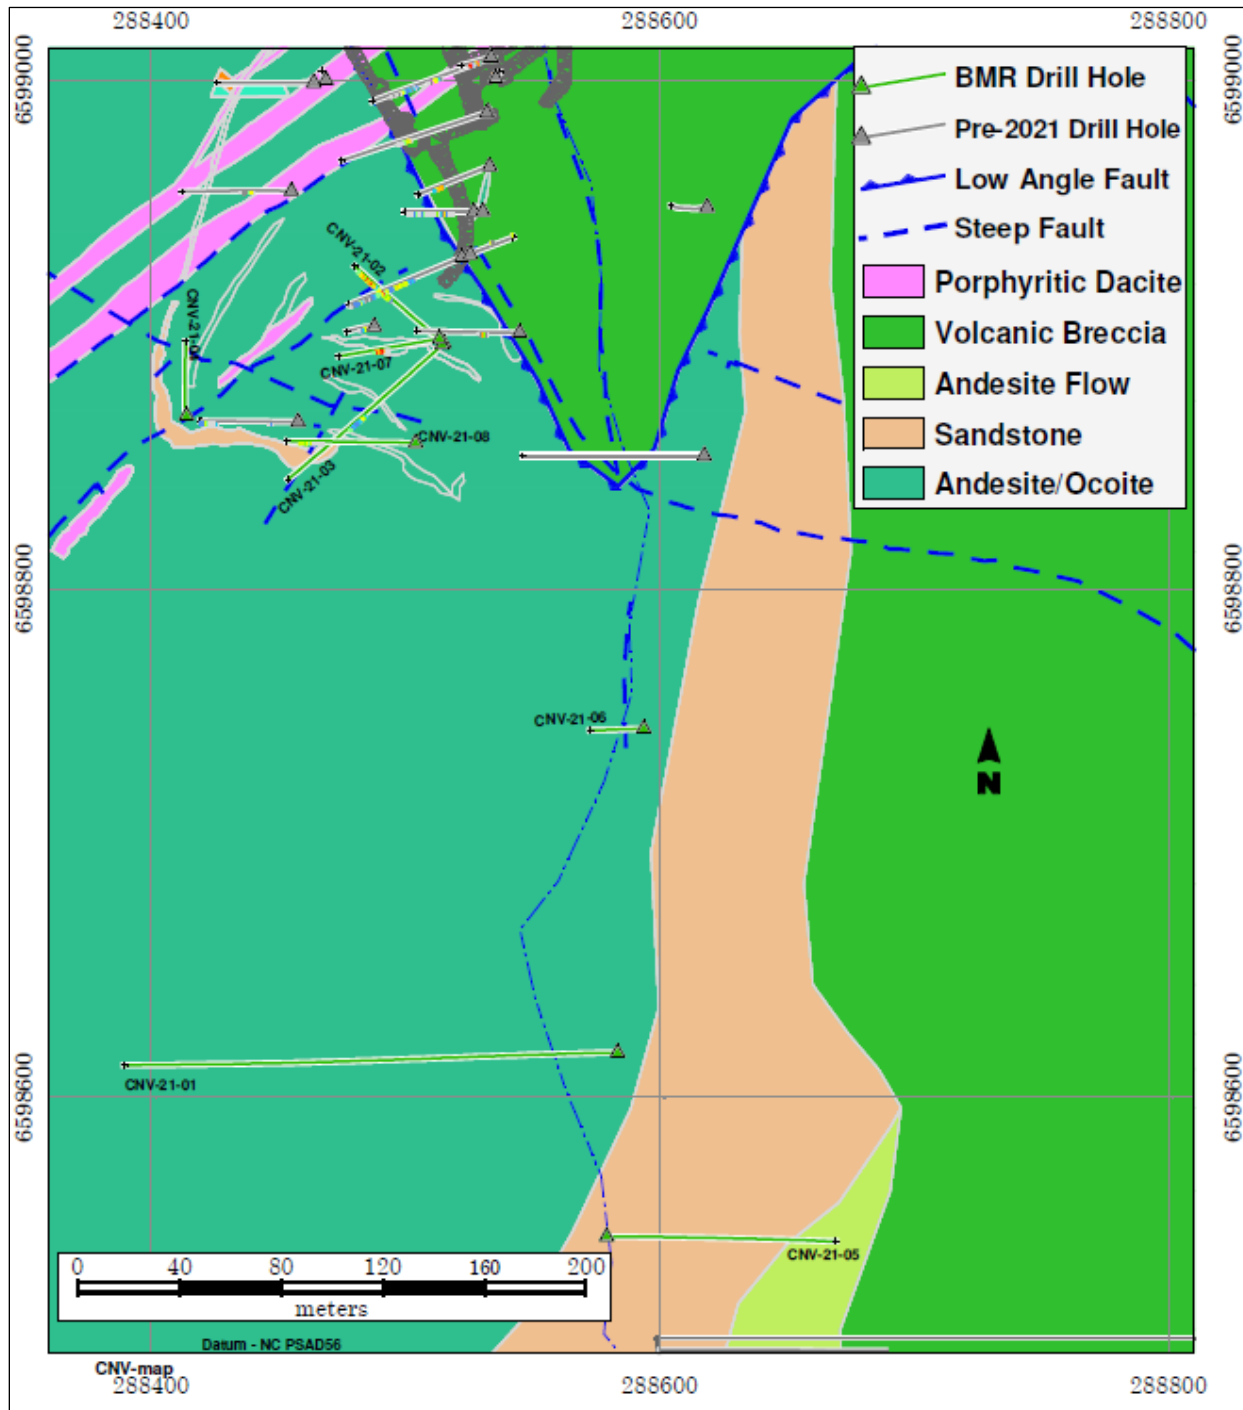 288400 288600 288800
6599000
6599000
BMR Drill Hole
Pre-2021 Drill Hole
Low Angle Fault
Steep Fault
Porphyritic Dacite
Volcanic Breccia
Andesite Flow
Sandstone
Andesite/Ocoite
CNV-21-02
CNV-21-04
CNV-21-07
CNV-21-08
CNV-21-03
6598800
6598800
CNV-21-06
N
CNV-21-01
6598600
6598600
CNV-21-05
0 40 80 120 160 200
meters
Datum - NC PSAD56
CNV-map
288400 288600 288800